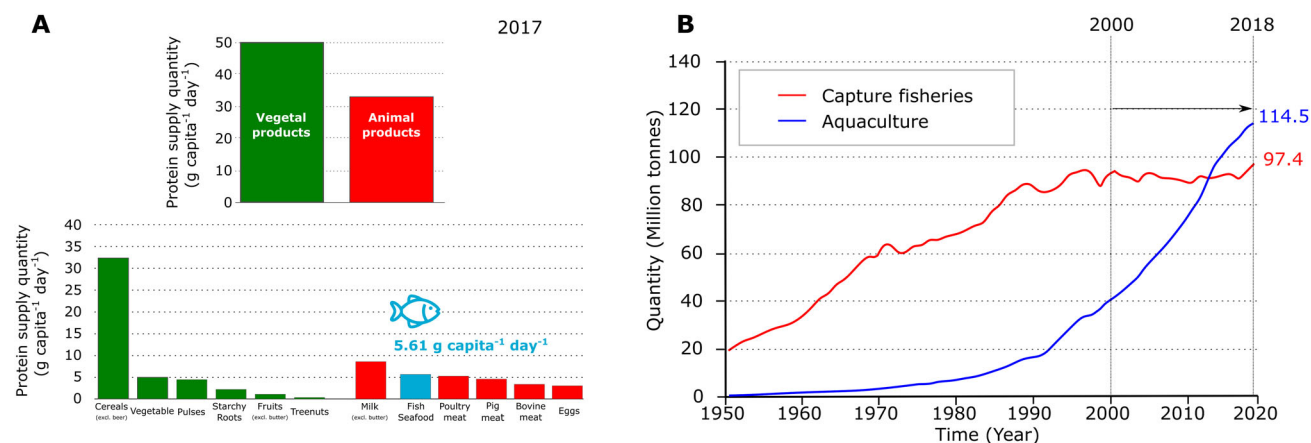 A
2017
Protein supply quantity
(g capita⁻¹ day⁻¹)
50
40
30
20
10
0
Vegetal
products
Animal
products
Protein supply quantity
(g capita⁻¹ day⁻¹)
40
35
30
25
20
15
10
5
0
5.61 g capita⁻¹ day⁻¹
Cereals
(excl. beer)
Vegetable
Pulses
Starchy
Roots
Fruits
(excl. butter)
Treenuts
Milk
(excl. butter)
Fish
Seafood
Poultry
meat
Pig
meat
Bovine
meat
Eggs
B
2000
2018
Quantity (Million tonnes)
140
120
100
80
60
40
20
0
Capture fisheries
Aquaculture
114.5
97.4
1950
1960
1970
1980
1990
2000
2010
2020
Time (Year)